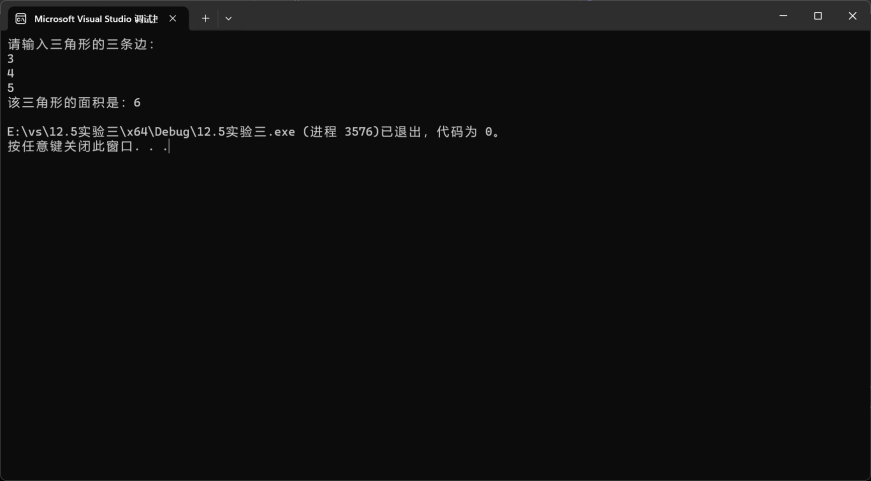 Microsoft Visual Studio 调试
请输入三角形的三条边:
3
4
5
该三角形的面积是: 6
E:\vs\12.5实验三\x64\Debug\12.5实验三.exe (进程 3576)已退出，代码为 0。
按任意键关闭此窗口. . .